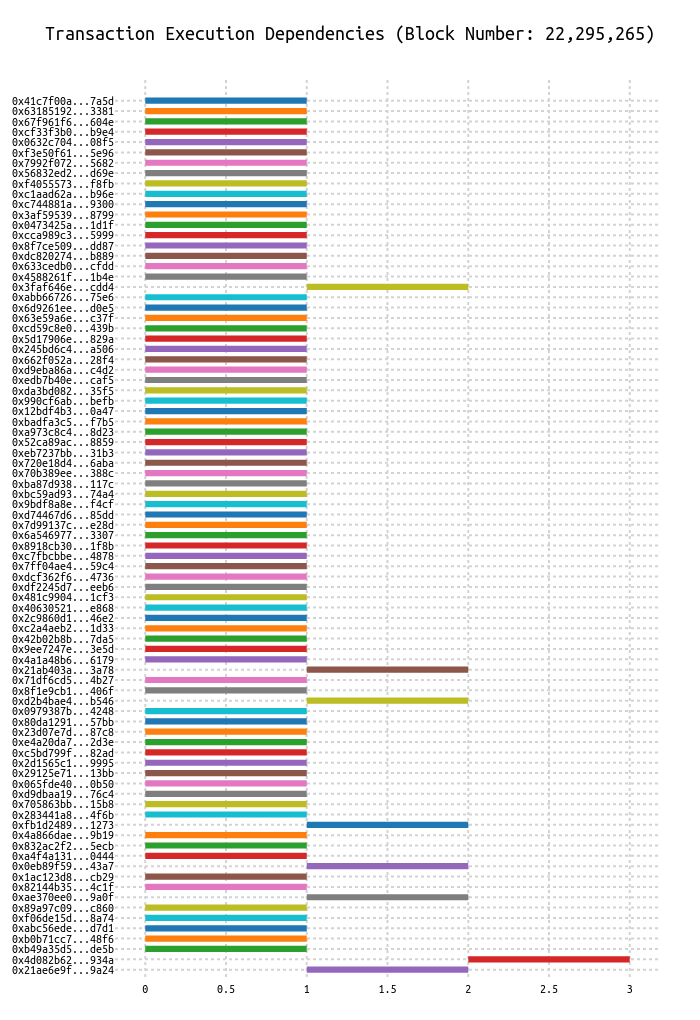 Transaction Execution Dependencies (Block Number: 22,295,265)
0x41c7f00a...7a5d
0x63185192...3381
0x67f961f6...604e
0xcf33f3b0...b9e4
0x0632c704...08f5
0xf3e50f61...5e96
0x7992f072...5682
0x56832ed2...d69e
0xf4055573...f8fb
0xc1aad62a...b96e
0xc744881a...9300
0x3af59539...8799
0x0473425a...1d1f
0xcca989c3...5999
0x8f7ce509...dd87
0xdc820274...b889
0x633cedb0...cfdd
0x4588261f...1b4e
0x3faf646e...cdd4
0xabb66726...75e6
0x6d9261ee...d0e5
0x63e59a6e...c37f
0xcd59c8e0...439b
0x5d17906e...829a
0x245bd6c4...a506
0x662f052a...28f4
0xd9eba86a...c4d2
0xedb7b40e...caf5
0xda3bd082...35f5
0x990cf6ab...befb
0x12bdf4b3...0a47
0xbadfa3c5...f7b5
0xa973c8c4...8d23
0x52ca89ac...8859
0xeb7237bb...31b3
0x720e18d4...6aba
0x70b389ee...388c
0xba87d938...117c
0xbc59ad93...74a4
0x9bdf8a8e...f4cf
0xd74467d6...85dd
0x7d99137c...e28d
0x6a546977...3307
0x8918cb30...1f8b
0xc7fbcbbe...4878
0x7ff04ae4...59c4
0xdcf362f6...4736
0xdf2245d7...eeb6
0x481c9904...1cf3
0x40630521...e868
0x2c9860d1...46e2
0xc2a4aeb2...1d33
0x42b02b8b...7da5
0x9ee7247e...3e5d
0x4a1a48b6...6179
0x21ab403a...3a78
0x71df6cd5...4b27
0x8f1e9cb1...406f
0xd2b4bae4...b546
0x0979387b...4248
0x80da1291...57bb
0x23d07e7d...87c8
0xe4a20da7...2d3e
0xc5bd799f...82ad
0x2d1565c1...9995
0x29125e71...13bb
0x065fde40...0b50
0xd9dbaa19...76c4
0x705863bb...15b8
0x283441a8...4f6b
0xfb1d2489...1273
0x4a866dae...9b19
0x832ac2f2...5ecb
0xa4f4a131...0444
0x0eb89f59...43a7
0x1ac123d8...cb29
0x82144b35...4c1f
0xae370ee0...9a0f
0x89a97c09...c860
0xf06de15d...8a74
0xabc56ede...d7d1
0xb0b71cc7...48f6
0xb49a35d5...de5b
0x4d082b62...934a
0x21ae6e9f...9a24
0 0.5 1 1.5 2 2.5 3